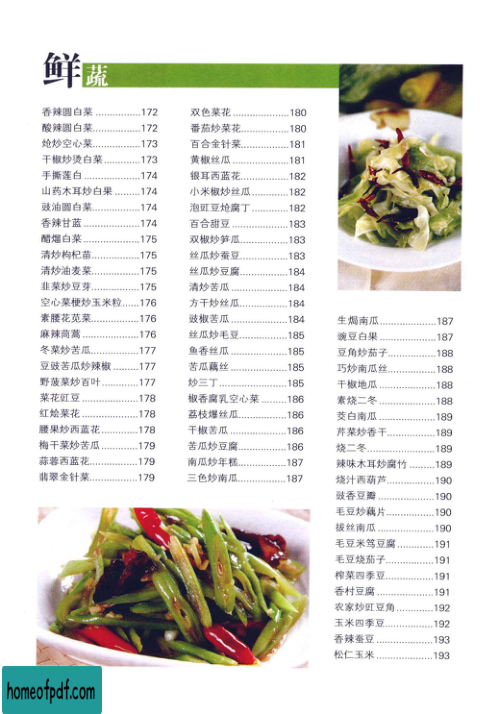 鲜蔬
香辣圆白菜................172
酸辣圆白菜................172
炝炒空心菜................173
干椒炒烫白菜............173
手撕莲白...................174
山药木耳炒白果.........174
豉油圆白菜................174
香辣甘蓝...................174
醋熘白菜...................175
清炒枸杞苗................175
清炒油麦菜................175
韭菜炒豆芽................175
空心菜梗炒玉米粒......176
素腰花苋菜................176
麻辣茼蒿...................176
冬菜炒苦瓜................177
豆豉苦瓜炒辣椒.........177
野菠菜炒百叶............177
菜花豇豆...................178
红烩菜花...................178
腰果炒西蓝花............178
梅干菜炒苦瓜............179
蒜蓉西蓝花................179
翡翠金针菜................179
双色菜花...................180
番茄炒菜花................180
百合金针菜................181
黄椒丝瓜...................181
银耳西蓝花................182
小米椒炒丝瓜............182
泡豇豆炝腐丁............182
百合甜豆...................183
双椒炒笋瓜................183
丝瓜炒蚕豆................183
丝瓜炒豆腐................184
清炒苦瓜...................184
方干炒丝瓜................184
豉椒苦瓜...................184
丝瓜炒毛豆................185
鱼香丝瓜...................185
苦瓜藕丝...................185
炒三丁......................185
椒香腐乳空心菜.........186
荔枝爆丝瓜................186
干椒苦瓜...................186
苦瓜炒豆腐................186
南瓜炒年糕................187
三色炒南瓜................187
生焗南瓜...................187
豌豆白果...................187
豆角炒茄子................188
巧炒南瓜丝................188
干椒地瓜...................188
素烧二冬...................188
茭白南瓜...................189
芹菜炒香干................189
烧二冬......................189
辣味木耳炒腐竹.........189
烧汁西葫芦................190
豉香豆瓣...................190
毛豆炒藕片................190
拔丝南瓜...................190
毛豆米笃豆腐............191
毛豆烧茄子................191
榨菜四季豆................191
香村豆腐...................191
农家炒豇豆角............192
玉米四季豆................192
香辣蚕豆...................193
松仁玉米...................193
homeofpdf.com